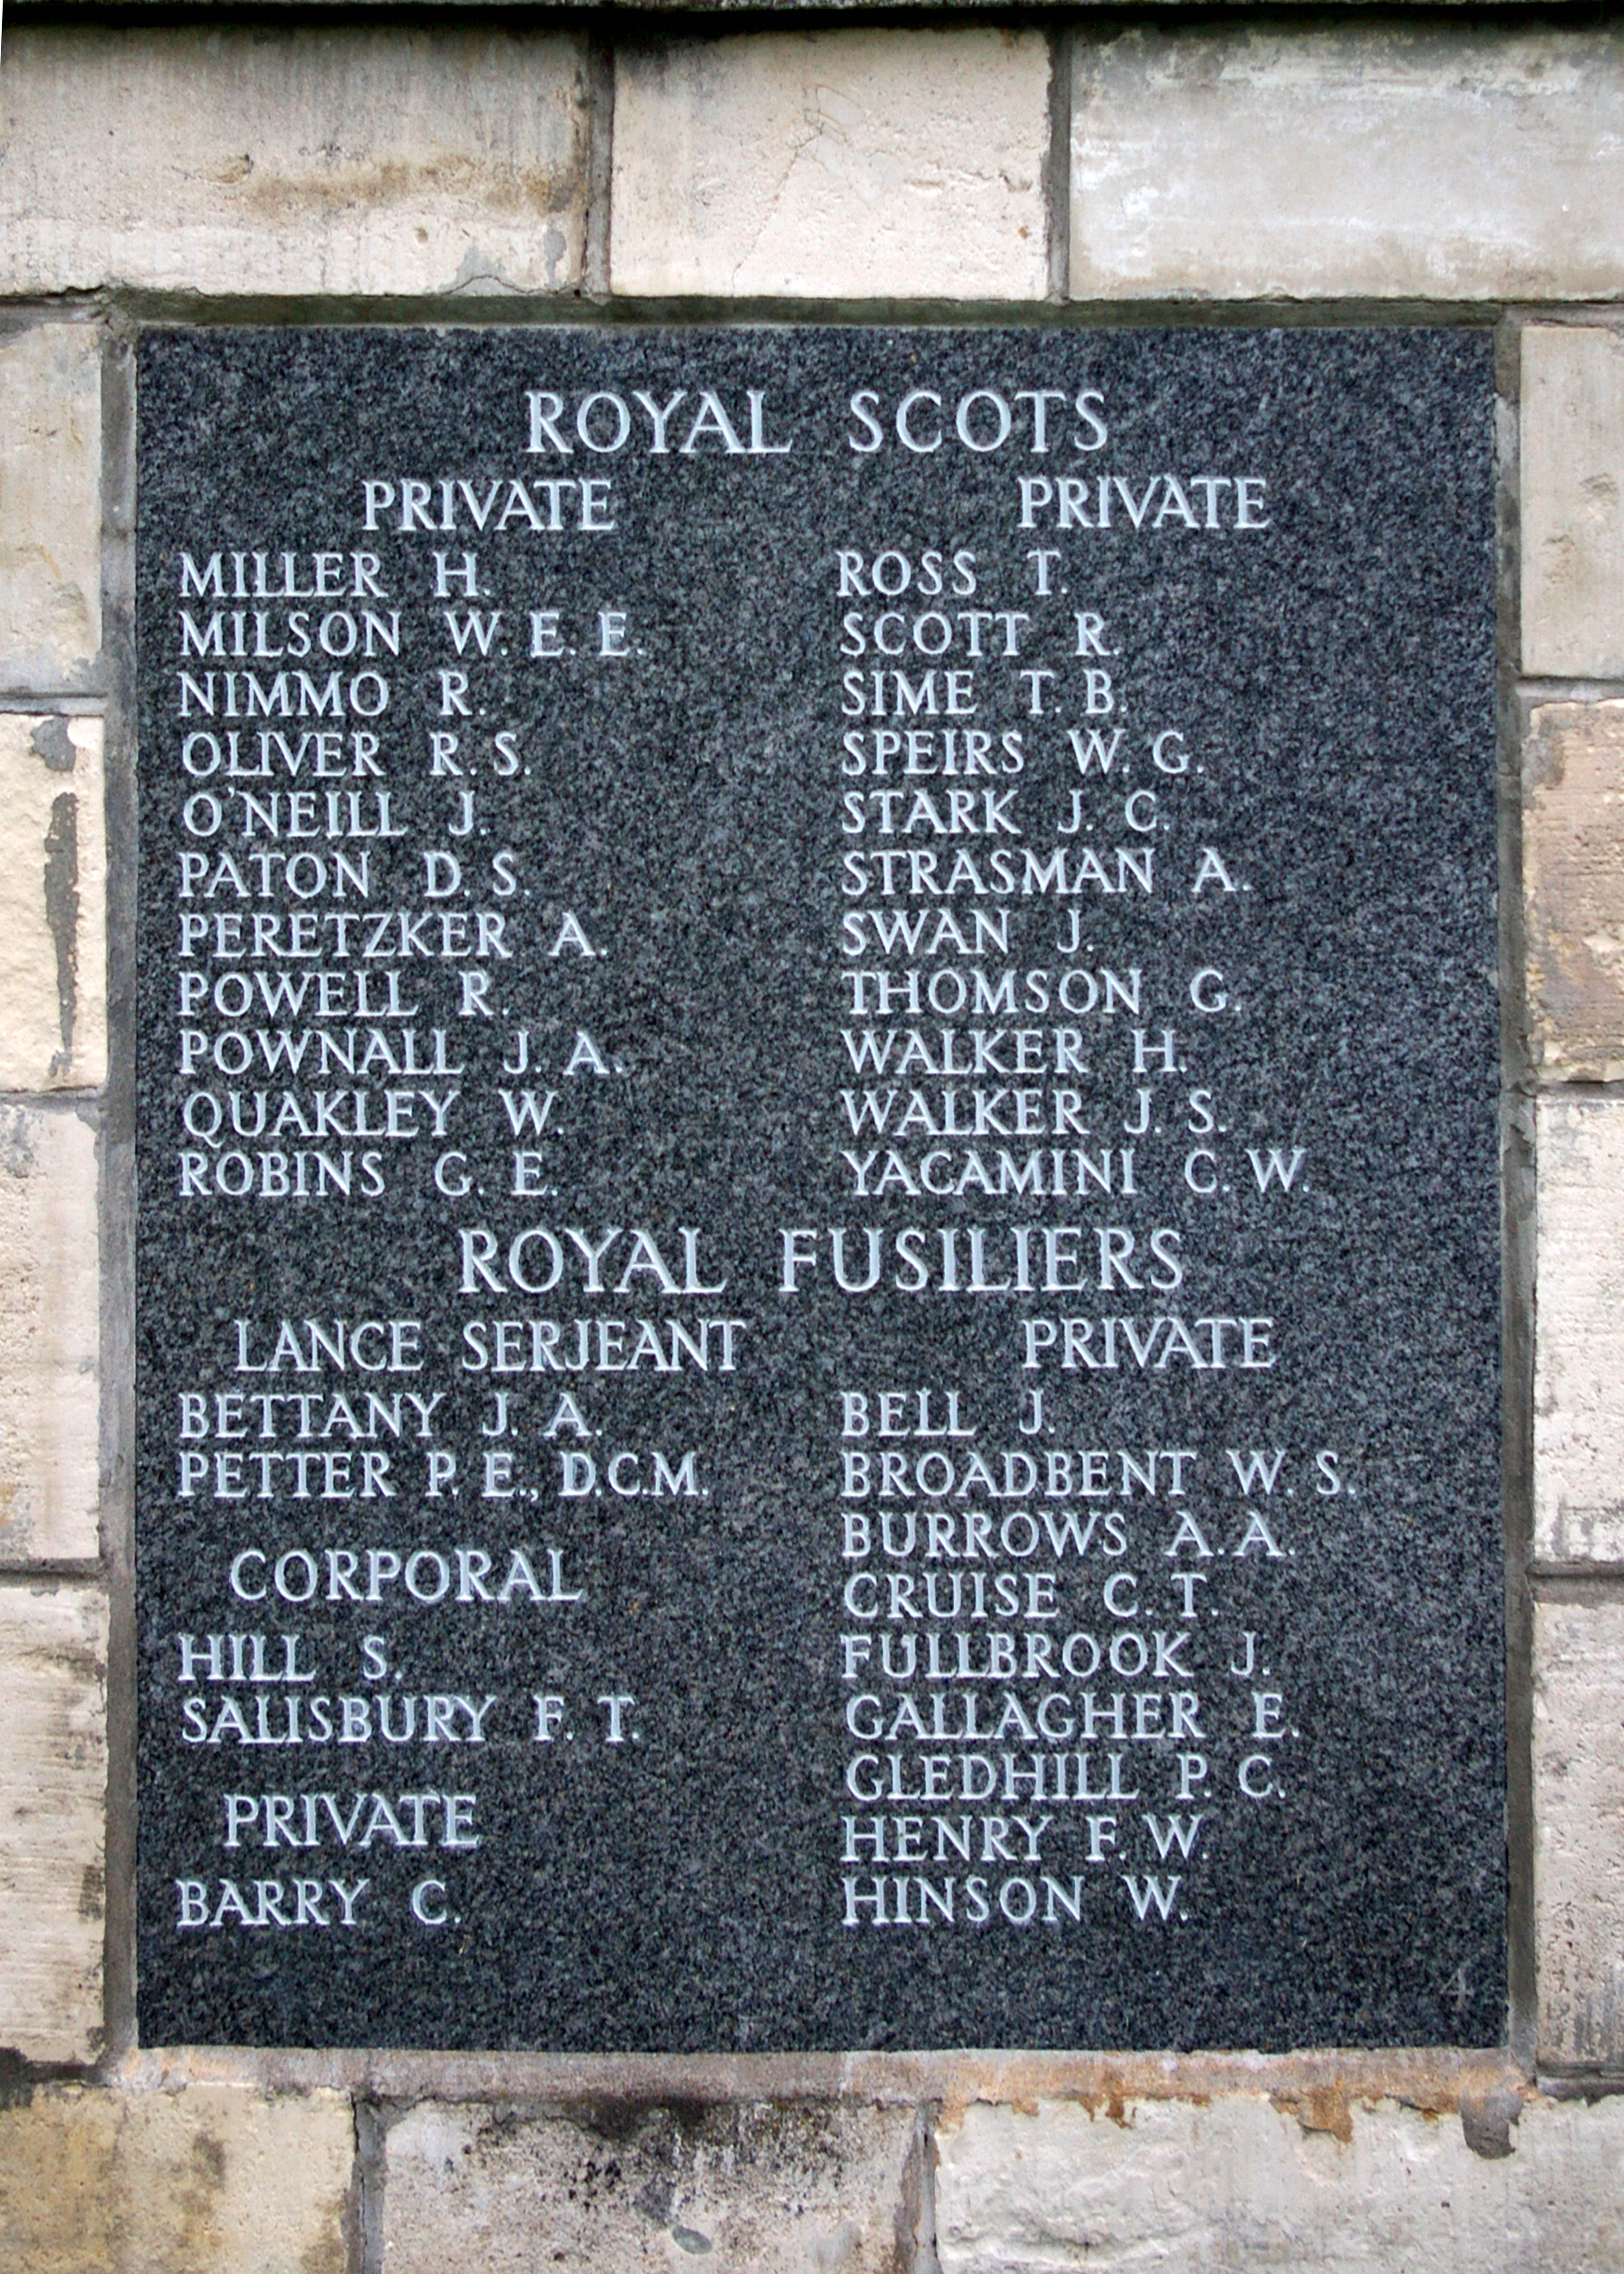 ROYAL SCOTS
PRIVATE
MILLER H.
MILSON W. E. E.
NIMMO R.
OLIVER R. S.
O'NEILL J.
PATON D. S.
PERETZKER A.
POWELL R.
POWNALL J. A.
QUAKLEY W.
ROBINS G. E.
PRIVATE
ROSS T.
SCOTT R.
SIME T. B.
SPEIRS W. G.
STARK J. C.
STRASMAN A.
SWAN J.
THOMSON G.
WALKER H.
WALKER J. S.
YACAMINI C. W.
ROYAL FUSILIERS
LANCE SERJEANT
BETTANY J. A.
PETTER P. E., D.C.M.
CORPORAL
HILL S.
SALISBURY F. T.
PRIVATE
BARRY C.
PRIVATE
BELL J.
BROADBENT W. S.
BURROWS A. A.
CRUISE C. T.
FULLBROOK J.
GALLAGHER E.
GLEDHILL P. C.
HENRY F. W.
HINSON W.
4